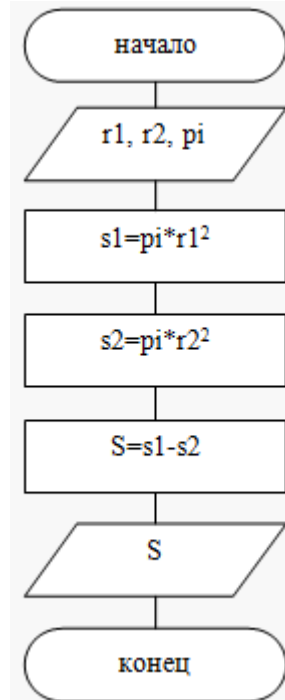 начало
r1, r2, pi
s1=pi*r1²
s2=pi*r2²
S=s1-s2
S
конец